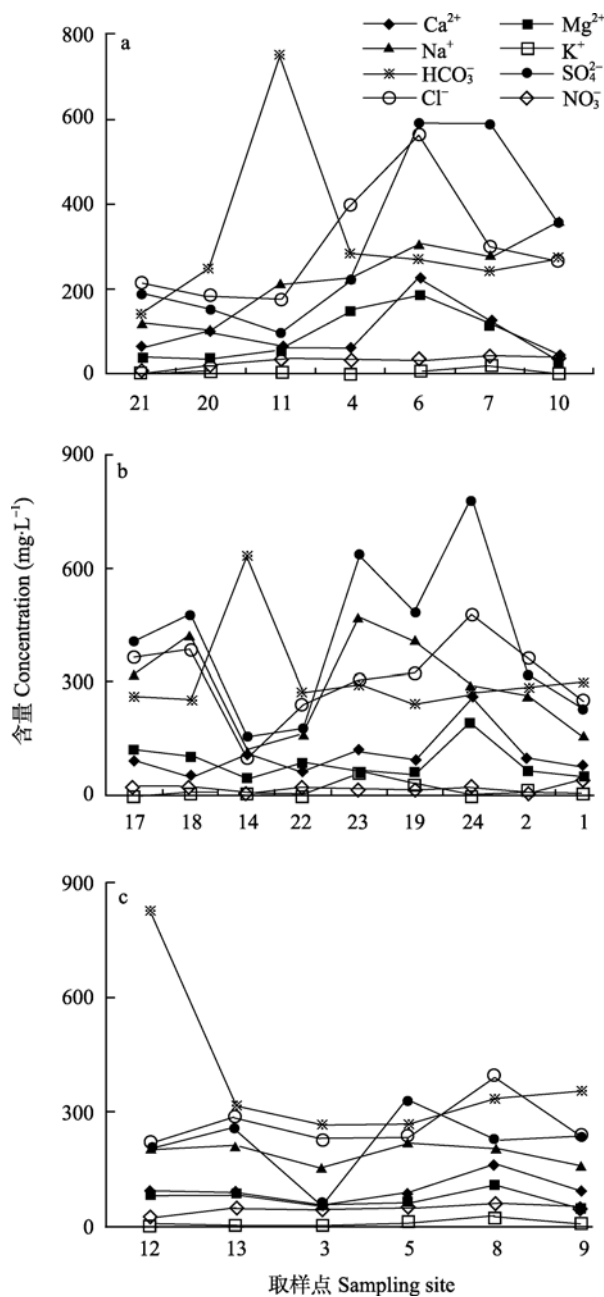 a
Ca²⁺ Mg²⁺
Na⁺ K⁺
HCO₃⁻ SO₄²⁻
Cl⁻ NO₃⁻
800
600
400
200
0
21 20 11 4 6 7 10
b
900
600
300
0
17 18 14 22 23 19 24 2 1
含量 Concentration (mg·L⁻¹)
c
900
600
300
0
12 13 3 5 8 9
取样点 Sampling site